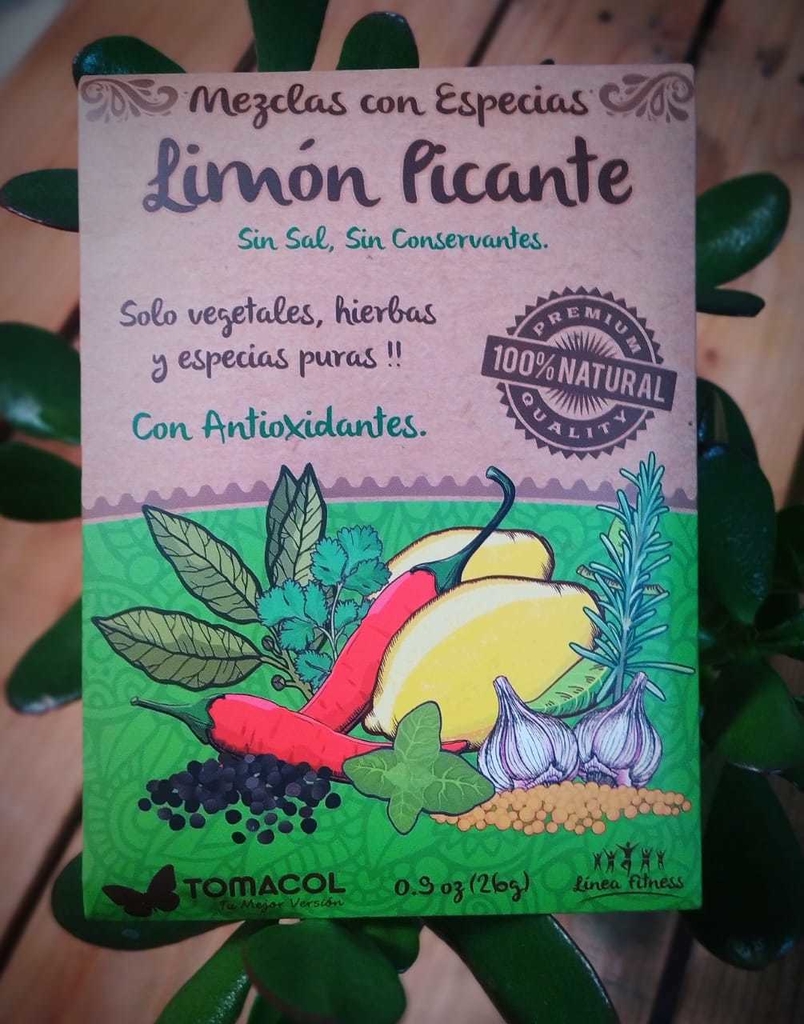 Mezclas con Especias
Limón Picante
Sin Sal, Sin Conservantes.
Solo vegetales, hierbas
y especias puras !!
PREMIUM
100% NATURAL
QUALITY
Con Antioxidantes.
TOMACOL
Tu Mejor Versión
0.9 oz (26g)
Línea Fitness